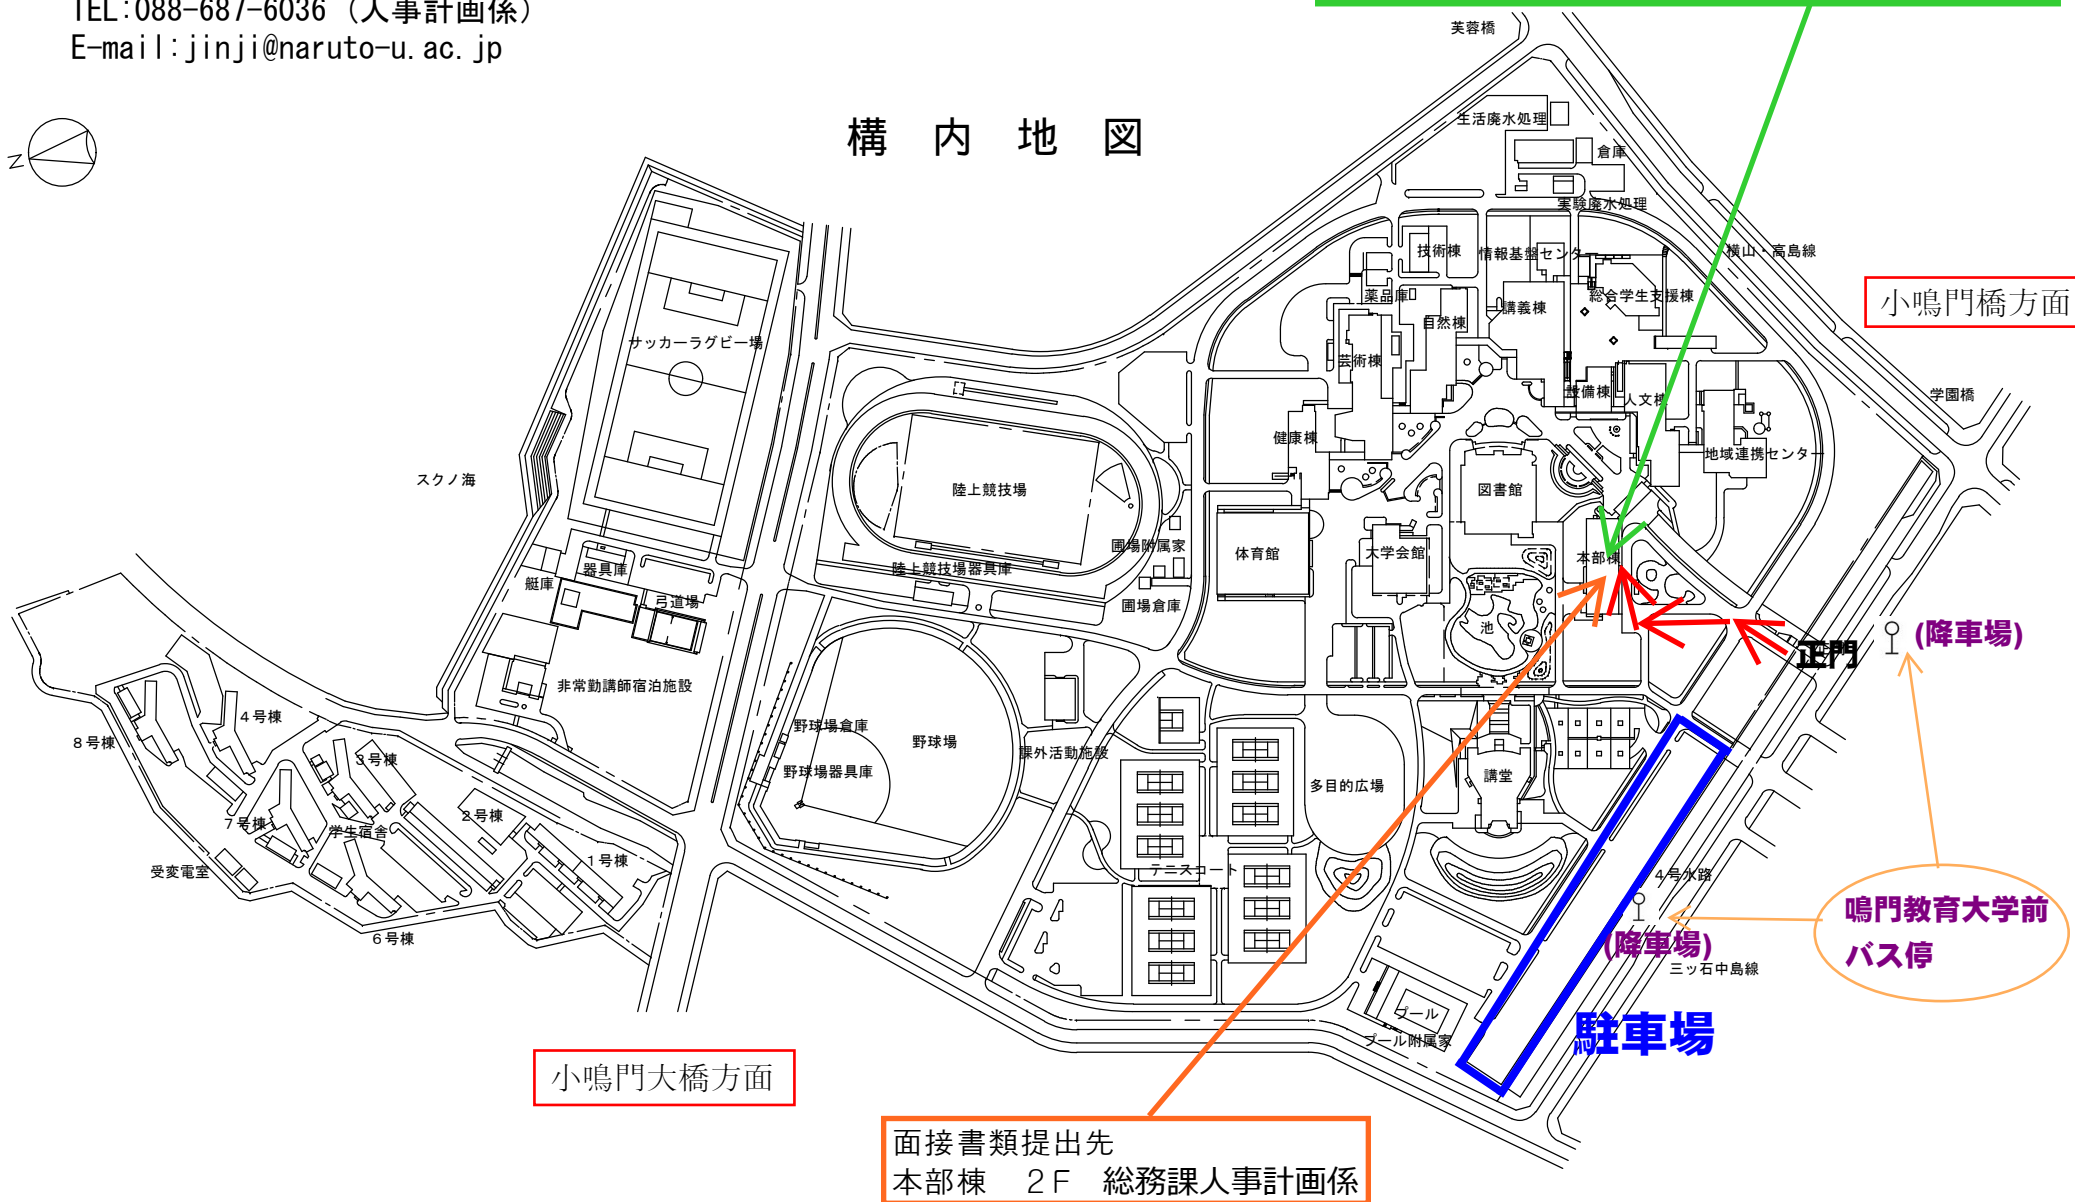 TEL:088-687-6036 (人事計画係)
E-mail:jinji@naruto-u.ac.jp
構内地図
N
芙蓉橋
生活廃水処理
倉庫
実験廃水処理
技術棟
情報基盤センター
横山・高島線
小鳴門橋方面
薬品庫
講義棟
総合学生支援棟
自然棟
サッカーラグビー場
芸術棟
設備棟
人文棟
学園橋
健康棟
地域連携センター
スクノ海
陸上競技場
図書館
圃場附属家
体育館
大学会館
本部棟
陸上競技場器具庫
艇庫
器具庫
弓道場
圃場倉庫
池
(降車場)
正門
非常勤講師宿泊施設
8号棟
4号棟
野球場倉庫
野球場
課外活動施設
3号棟
野球場器具庫
多目的広場
講堂
7号棟
学生宿舎
2号棟
1号棟
受変電室
テニスコート
4号水路
鳴門教育大学前
バス停
6号棟
(降車場)
三ッ石中島線
プール
プール附属家
駐車場
小鳴門大橋方面
面接書類提出先
本部棟 2F 総務課人事計画係